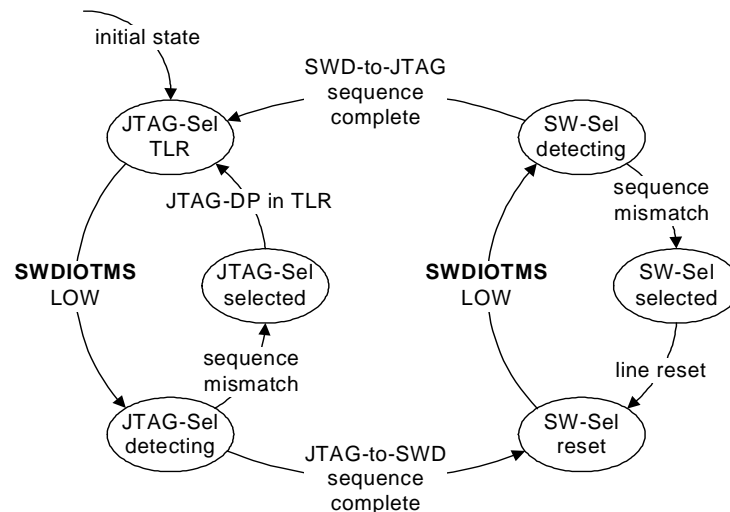 initial state
SWD-to-JTAG
sequence
complete
JTAG-Sel
TLR
SW-Sel
detecting
JTAG-DP in TLR
sequence
mismatch
SWDIOTMS
LOW
JTAG-Sel
selected
SWDIOTMS
LOW
SW-Sel
selected
sequence
mismatch
line reset
JTAG-Sel
detecting
SW-Sel
reset
JTAG-to-SWD
sequence
complete